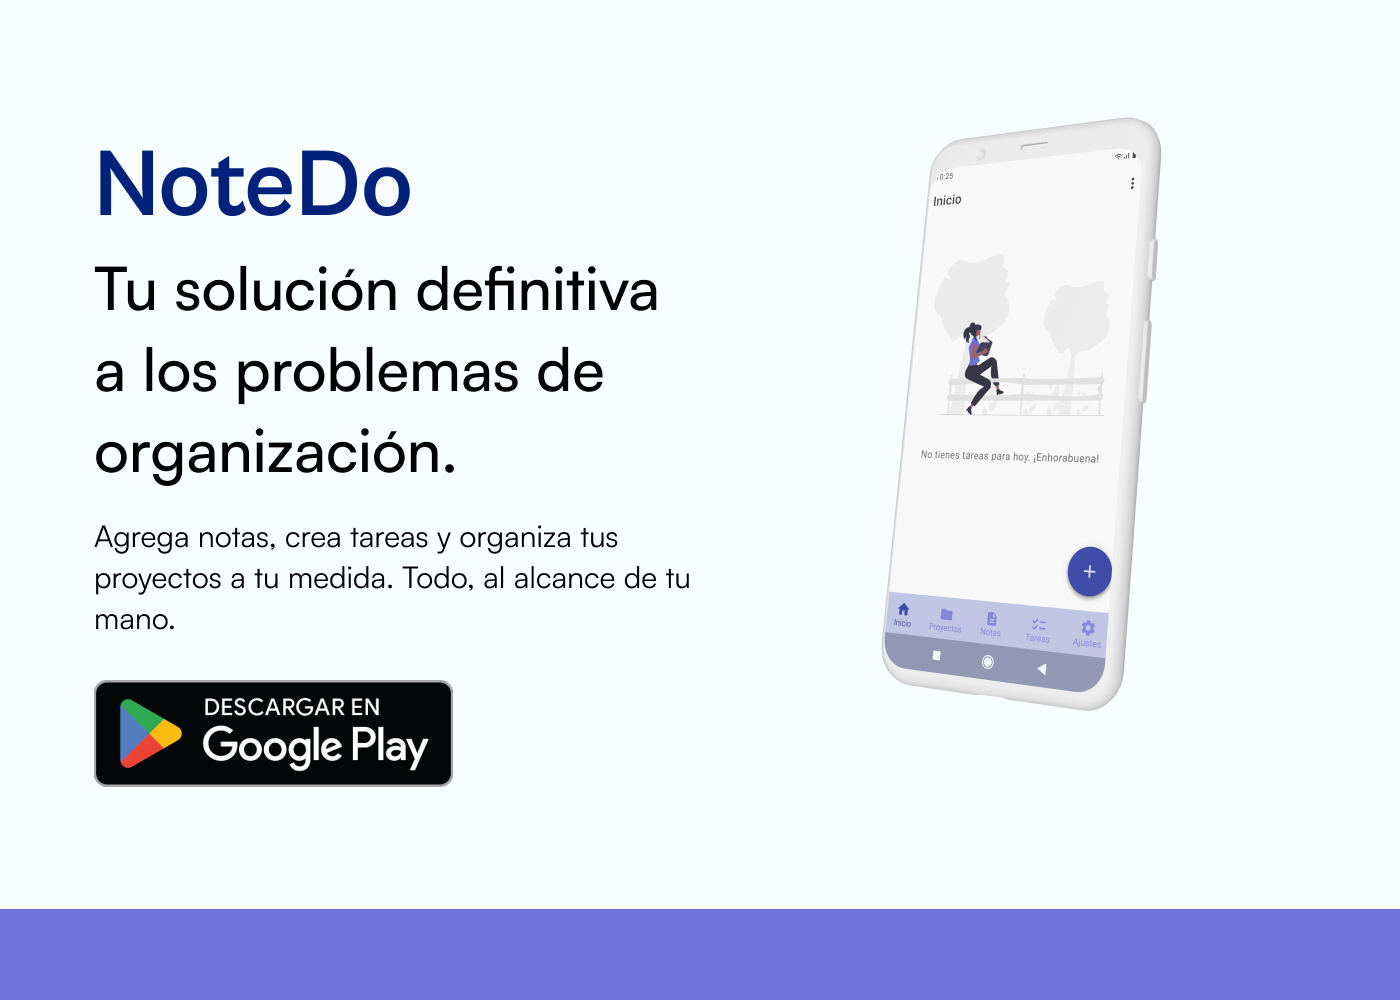 NoteDo
Tu solución definitiva
a los problemas de
organización.
Agrega notas, crea tareas y organiza tus
proyectos a tu medida. Todo, al alcance de tu
mano.
DESCARGAR EN
Google Play
0:25
Inicio
No tienes tareas para hoy. ¡Enhorabuena!
Inicio Proyectos Notas Tareas Ajustes